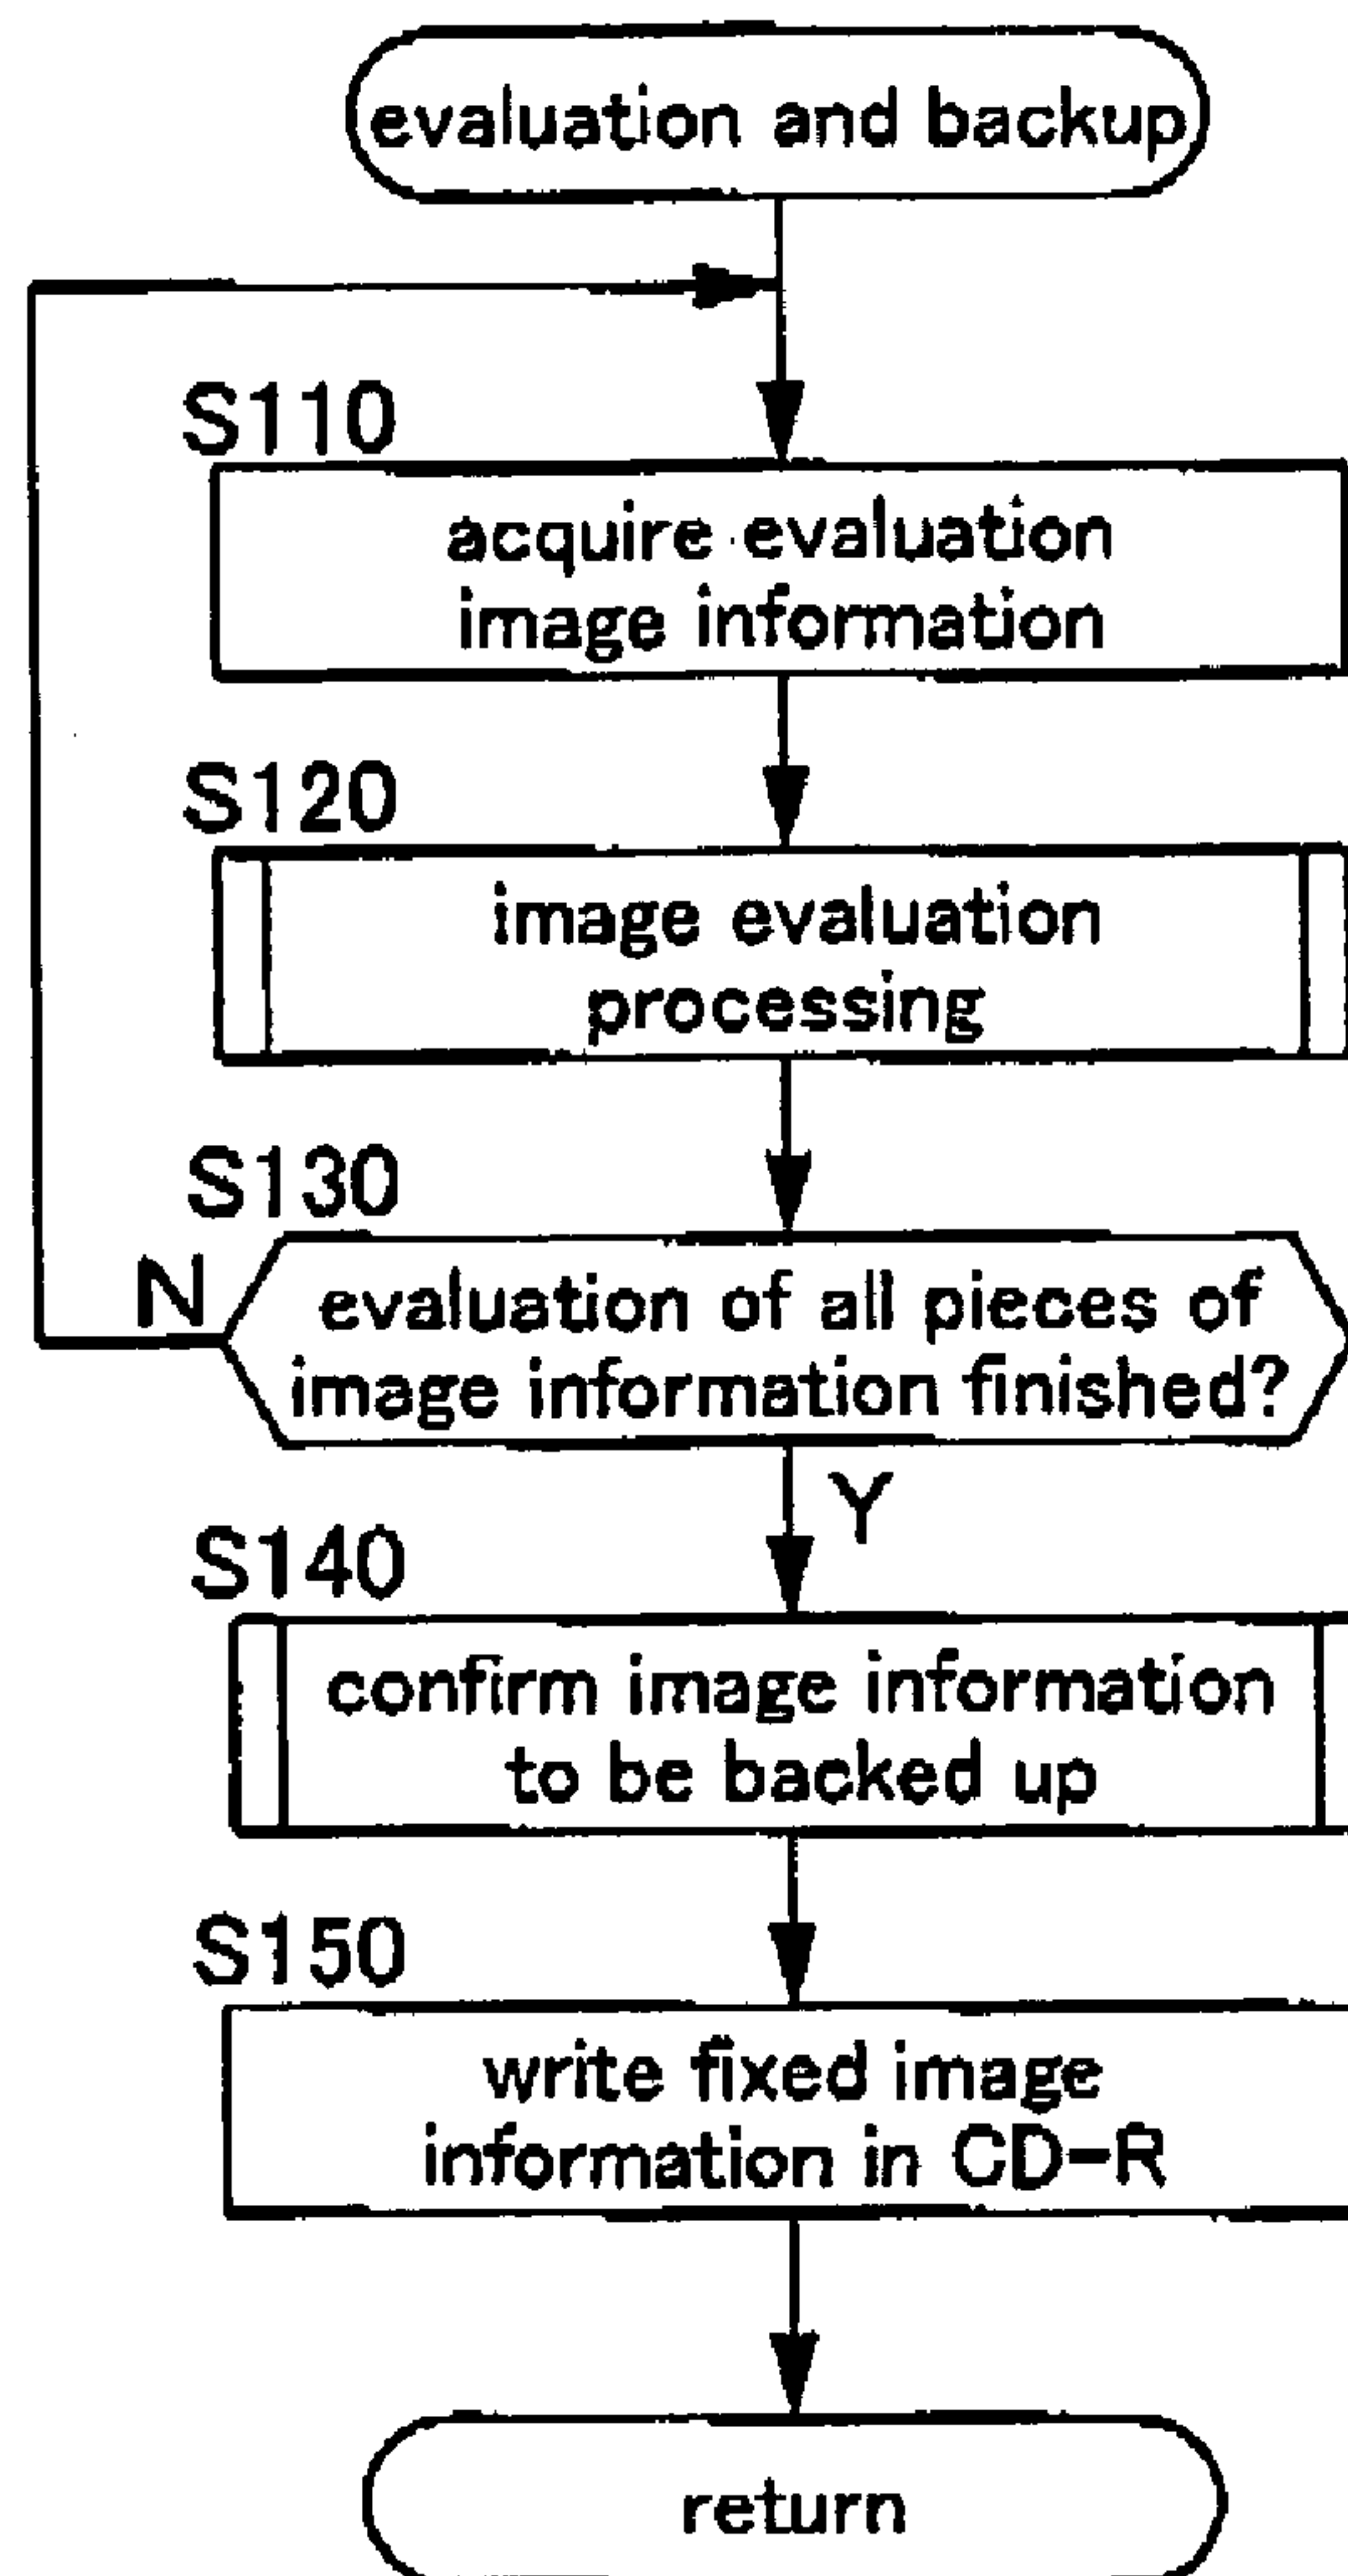 evaluation and backup
S110
acquire evaluation
image information
S120
image evaluation
processing
S130
N
evaluation of all pieces of
image information finished?
Y
S140
confirm image information
to be backed up
S150
write fixed image
information in CD-R
return